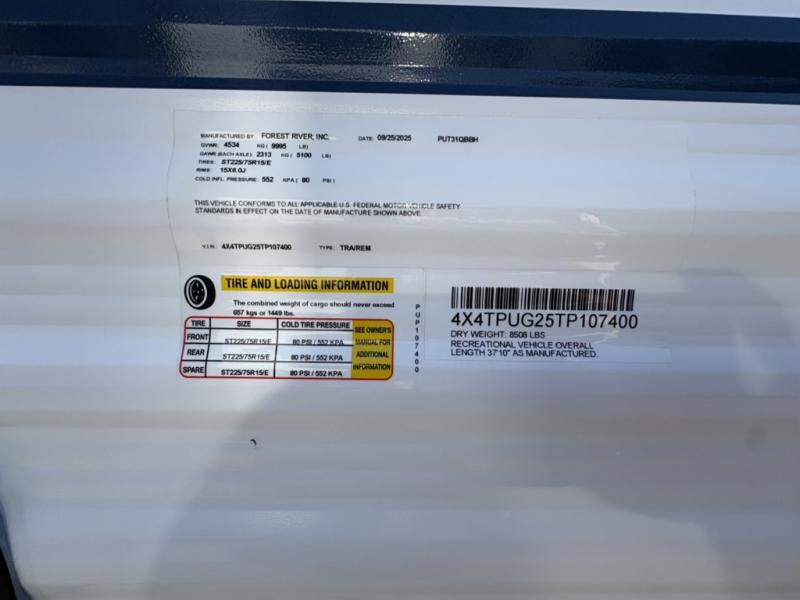 MANUFACTURED BY: FOREST RIVER, INC. DATE: 09/25/2025 PUT31QBBH
GVWR: 4534 KG ( 9995 LB)
GAWR (EACH AXLE): 2313 KG ( 5100 LB)
TIRES: ST225/75R15/E
RIMS: 15X6.0J
COLD INFL. PRESSURE: 552 KPA ( 80 PSI )
THIS VEHICLE CONFORMS TO ALL APPLICABLE U.S. FEDERAL MOTOR VEHICLE SAFETY
STANDARDS IN EFFECT ON THE DATE OF MANUFACTURE SHOWN ABOVE.
V.I.N.: 4X4TPUG25TP107400 TYPE: TRA/REM
TIRE AND LOADING INFORMATION
The combined weight of cargo should never exceed
657 kgs or 1449 lbs.
TIRE SIZE COLD TIRE PRESSURE SEE OWNER'S
FRONT ST225/75R15/E 80 PSI / 552 KPA MANUAL FOR
REAR ST225/75R15/E 80 PSI / 552 KPA ADDITIONAL
SPARE ST225/75R15/E 80 PSI / 552 KPA INFORMATION
PUP107400
4X4TPUG25TP107400
DRY WEIGHT: 8508 LBS
RECREATIONAL VEHICLE OVERALL
LENGTH 37'10" AS MANUFACTURED.